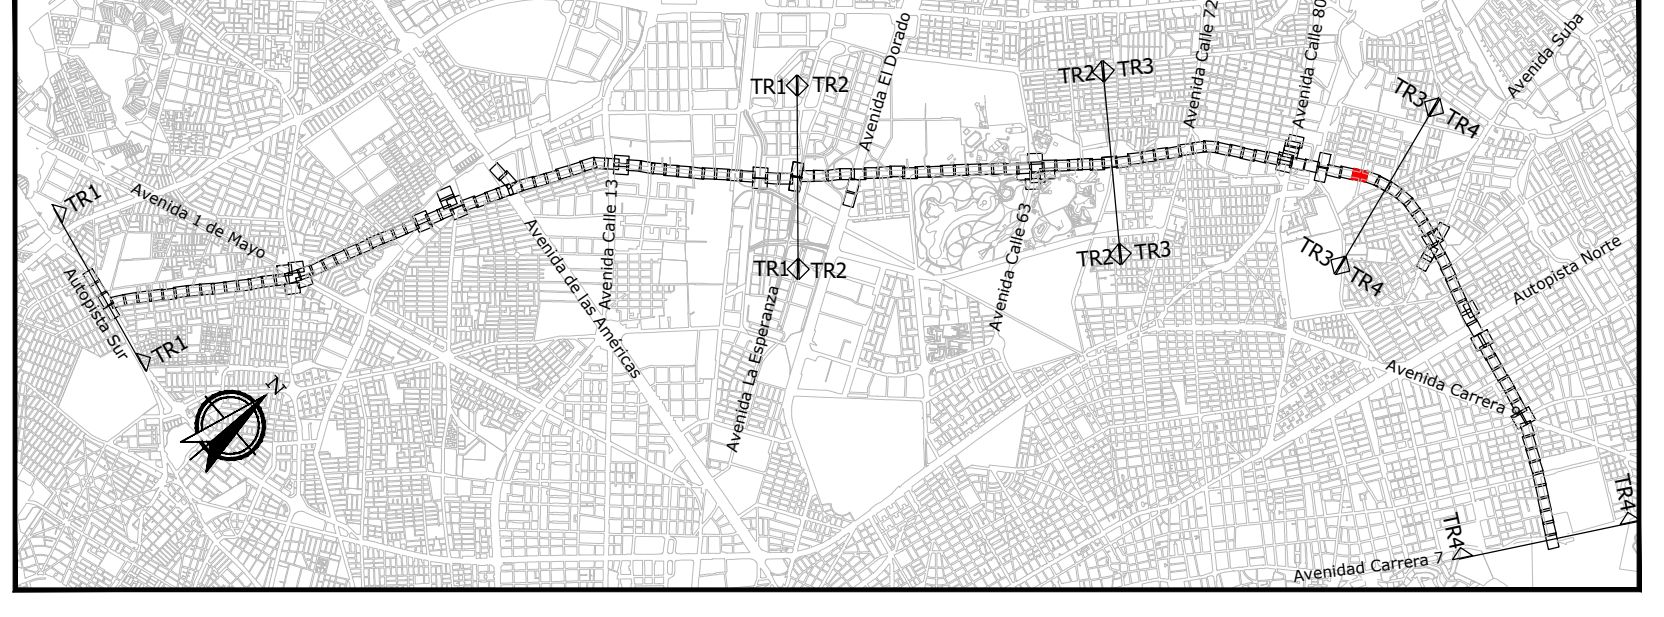 Avenida Calle 72
Avenida Calle 80
Avenida Suba
Avenida El Dorado
TR1 TR2
TR2 TR3
TR3 TR4
TR1
Avenida 1 de Mayo
Autopista Sur
TR1
Avenida Calle 13
Avenida de las Américas
TR1 TR2
Avenida La Esperanza
Avenida Calle 63
TR2 TR3
TR3 TR4
Autopista Norte
Avenida Carrera
N
TR4
TR4
Avenidad Carrera 7